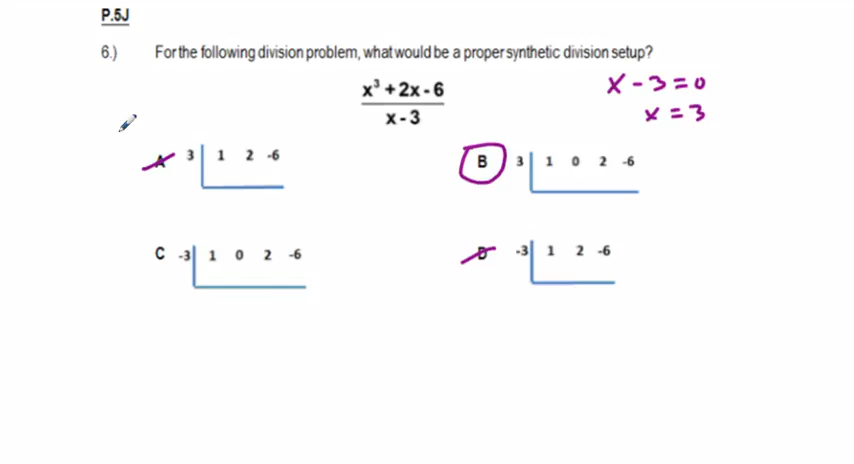 P.5J
6.) For the following division problem, what would be a proper synthetic division setup?
x³ + 2x - 6
x - 3
x - 3 = 0
x = 3
A 3 1 2 -6
B 3 1 0 2 -6
C -3 1 0 2 -6
D -3 1 2 -6